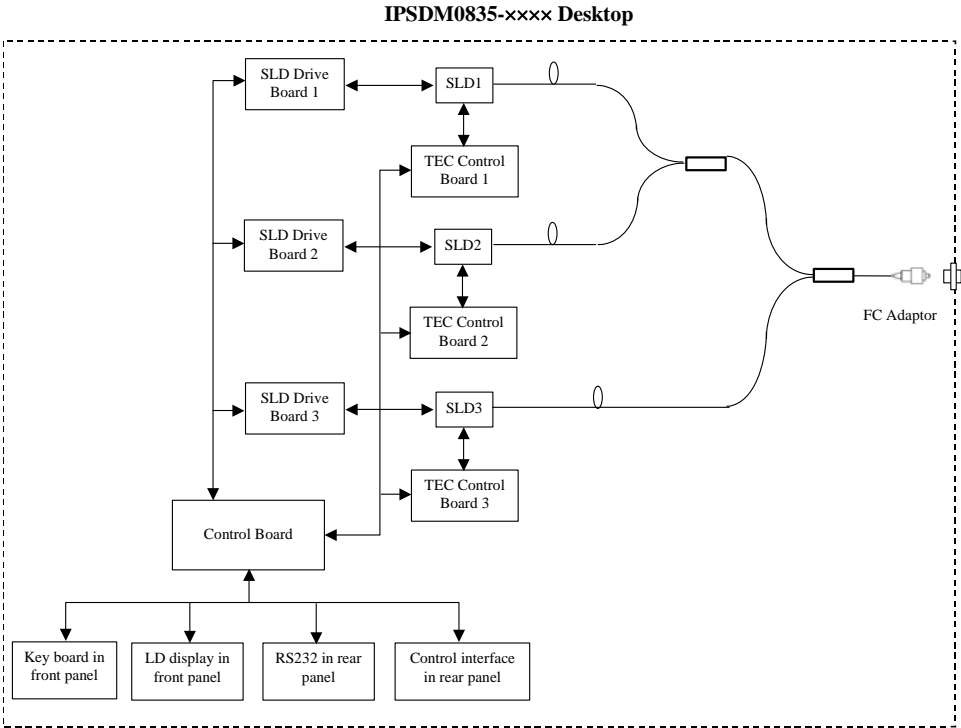 IPSDM0835-×××× Desktop
SLD Drive
Board 1
SLD1
TEC Control
Board 1
SLD Drive
Board 2
SLD2
TEC Control
Board 2
FC Adaptor
SLD Drive
Board 3
SLD3
TEC Control
Board 3
Control Board
Key board in
front panel
LD display in
front panel
RS232 in rear
panel
Control interface
in rear panel